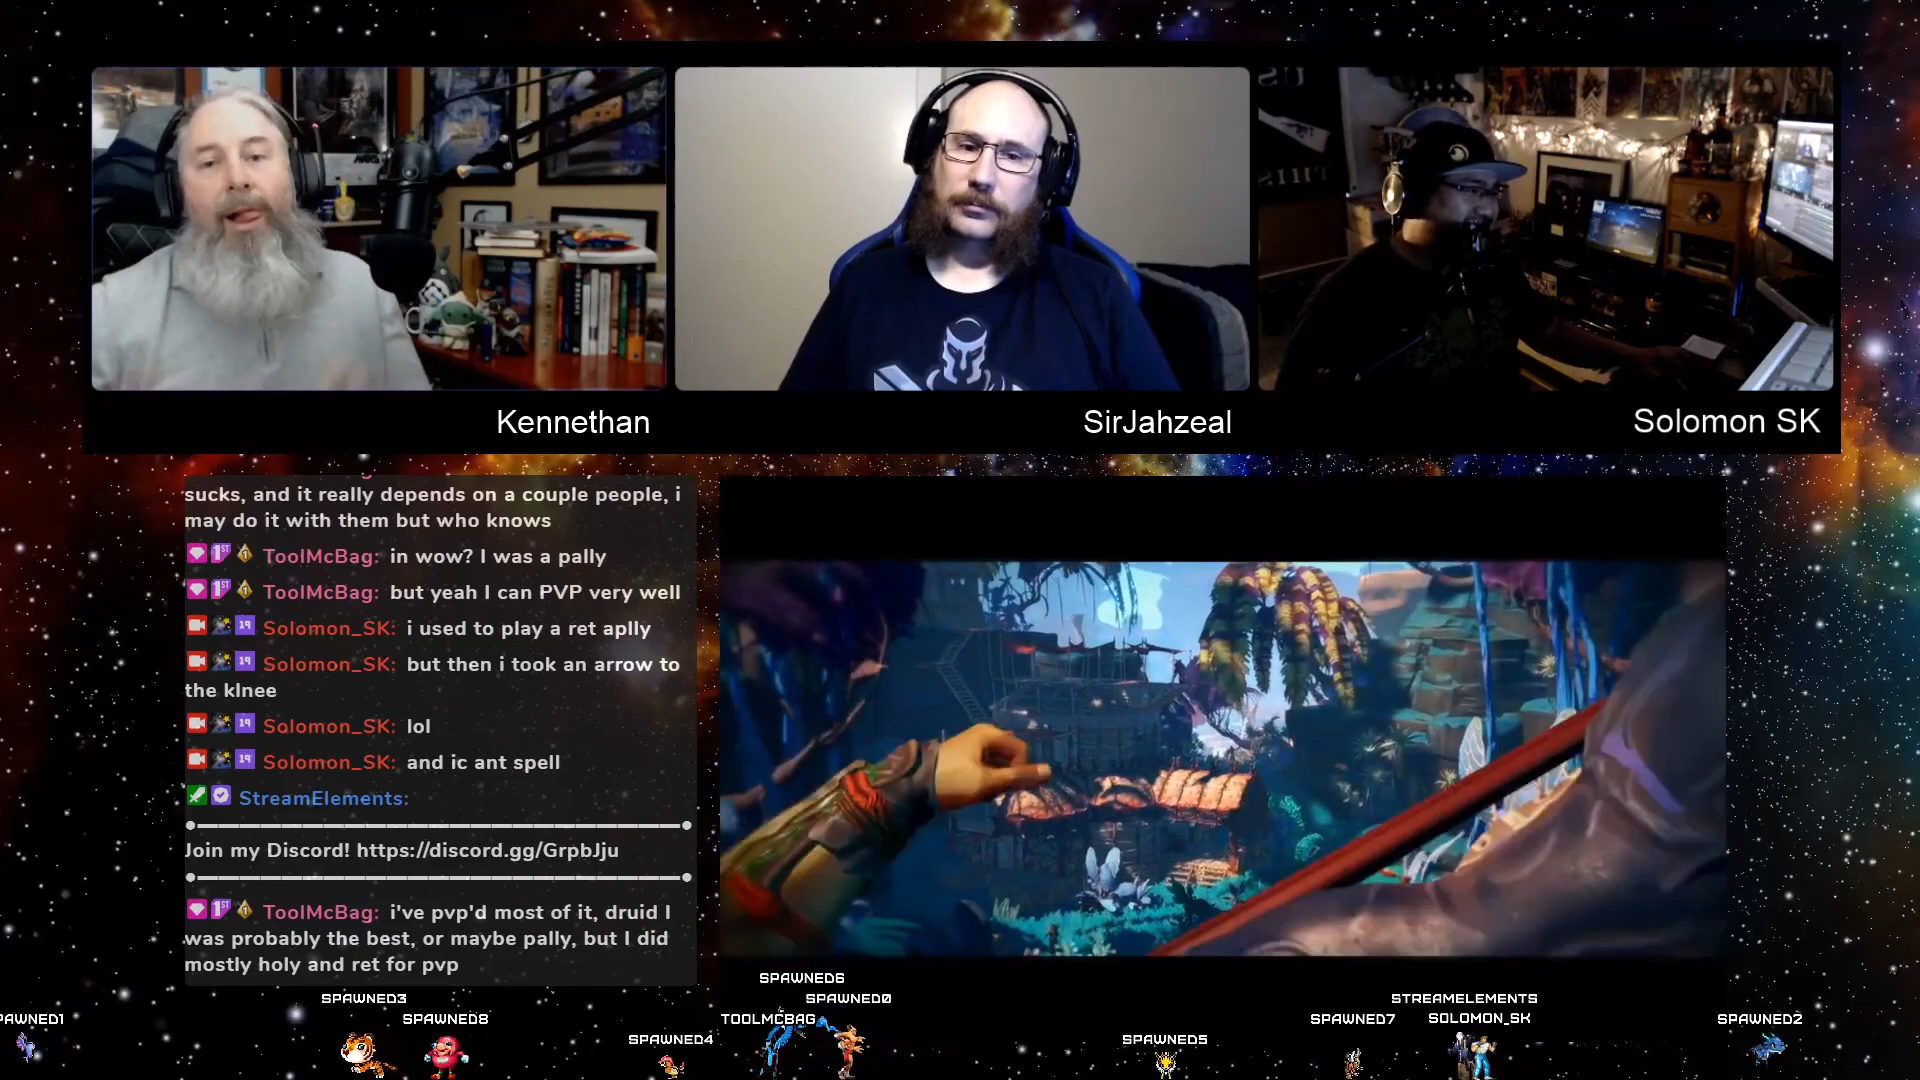 Kennethan
SirJahzeal
Solomon SK
sucks, and it really depends on a couple people, i
may do it with them but who knows
ToolMcBag: in wow? I was a pally
ToolMcBag: but yeah I can PVP very well
Solomon_SK: i used to play a ret aplly
Solomon_SK: but then i took an arrow to
the klnee
Solomon_SK: lol
Solomon_SK: and ic ant spell
StreamElements:
Join my Discord! https://discord.gg/GrpbJju
ToolMcBag: i've pvp'd most of it, druid I
was probably the best, or maybe pally, but I did
mostly holy and ret for pvp
SPAWNED6
SPAWNED3
SPAWNED0
STREAMELEMENTS
PAWNED1
SPAWNED8
TOOLMCBAG
SPAWNED7
SOLOMON_SK
SPAWNED2
SPAWNED4
SPAWNED5